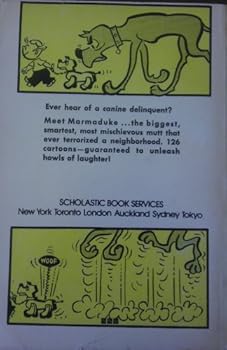 Ever hear of a canine delinquent?
Meet Marmaduke ...the biggest,
smartest, most mischievous mutt that
ever terrorized a neighborhood. 126
cartoons—guaranteed to unleash
howls of laughter!
SCHOLASTIC BOOK SERVICES
New York Toronto London Auckland Sydney Tokyo
WOOF